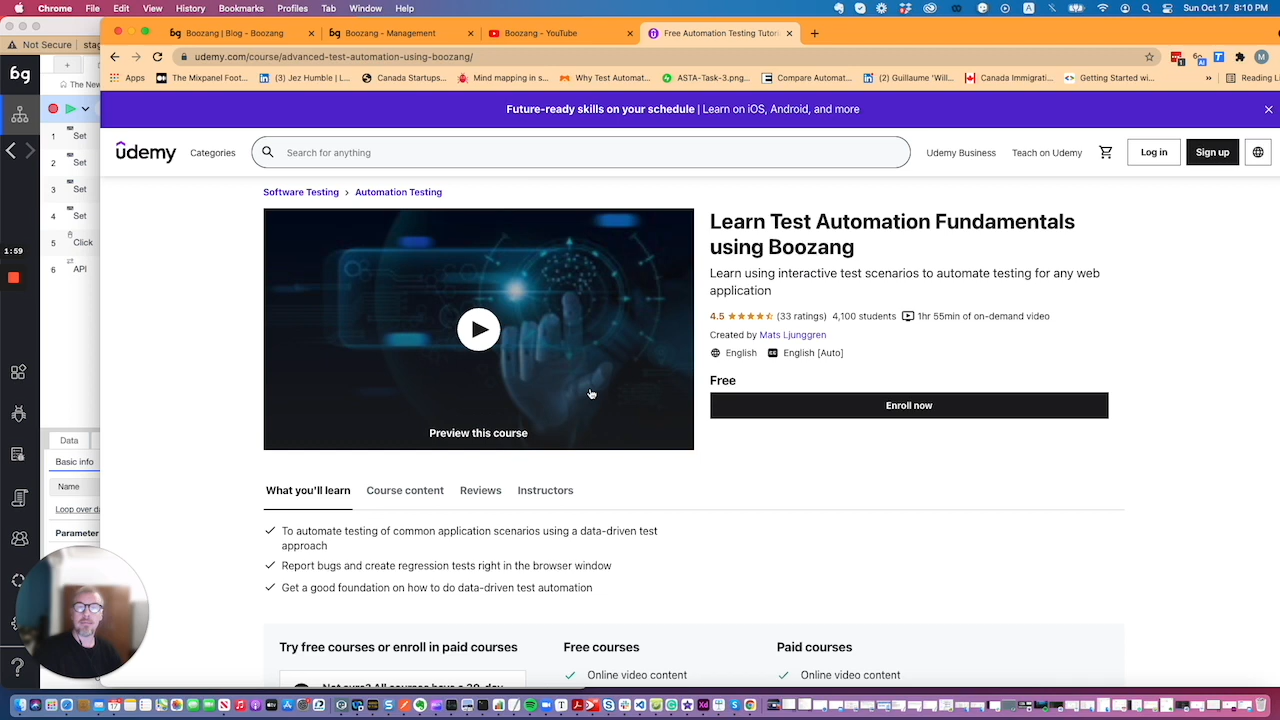 Chrome File Edit View History Bookmarks Profiles Tab Window Help Sun Oct 17 8:10 PM
bg Boozang | Blog - Boozang bg Boozang - Management Boozang - YouTube Free Automation Testing Tutori
Not Secure stag
udemy.com/course/advanced-test-automation-using-boozang/
Apps The Mixpanel Foot... (3) Jez Humble | L... Canada Startups... Mind mapping in s... Why Test Automat... ASTA-Task-3.png... Compare Automat... (2) Guillaume 'Will... Canada Immigrati... Getting Started wi... » Reading Li
bg
The New
Future-ready skills on your schedule | Learn on iOS, Android, and more
udemy Categories Search for anything Udemy Business Teach on Udemy Log in Sign up
1 Set
2 Set
3 Set
4 Set
5 Click
6 API
1:59
Software Testing › Automation Testing
Learn Test Automation Fundamentals
using Boozang
Learn using interactive test scenarios to automate testing for any web
application
4.5 (33 ratings) 4,100 students 1hr 55min of on-demand video
Created by Mats Ljunggren
English English [Auto]
Free
Enroll now
Preview this course
Data
Basic info
Name
Loop over da
Parameter
What you'll learn Course content Reviews Instructors
To automate testing of common application scenarios using a data-driven test
approach
Report bugs and create regression tests right in the browser window
Get a good foundation on how to do data-driven test automation
Try free courses or enroll in paid courses Free courses Paid courses
Online video content Online video content